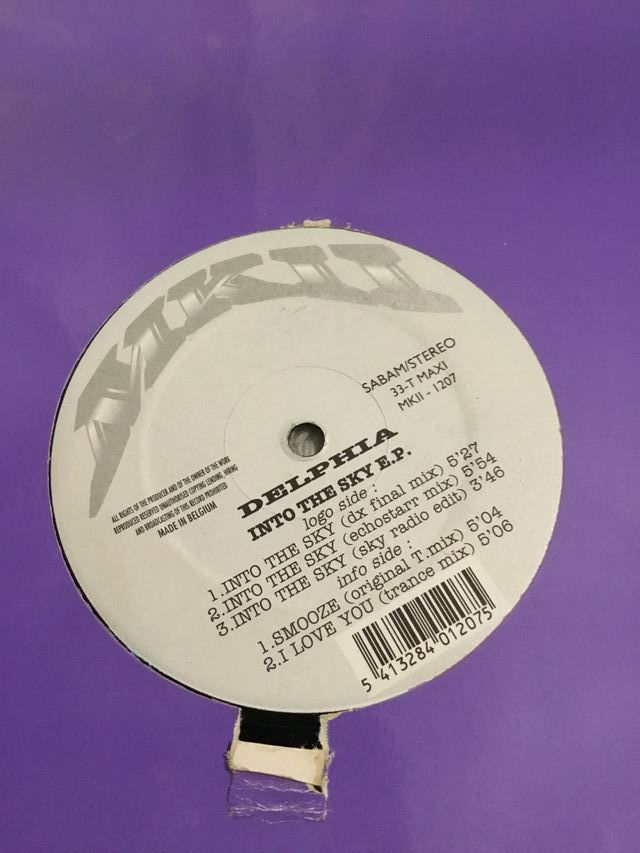 MKII
SABAM/STEREO
33-T MAXI
MKII - 1207
ALL RIGHTS OF THE PRODUCER AND OF THE OWNER OF THE WORK
REPRODUCED RESERVED UNAUTHORISED COPYING LENDING, HIRING
AND BROADCASTING OF THIS RECORD PROHIBITED
MADE IN BELGIUM
DELPHIA
INTO THE SKY E.P.
logo side :
1.INTO THE SKY (dx final mix) 5'27
2.INTO THE SKY (echostarr mix) 5'54
3.INTO THE SKY (sky radio edit) 3'46
info side :
1.SMOOZE (original T.mix) 5'04
2.I LOVE YOU (trance mix) 5'06
5 413284 012075